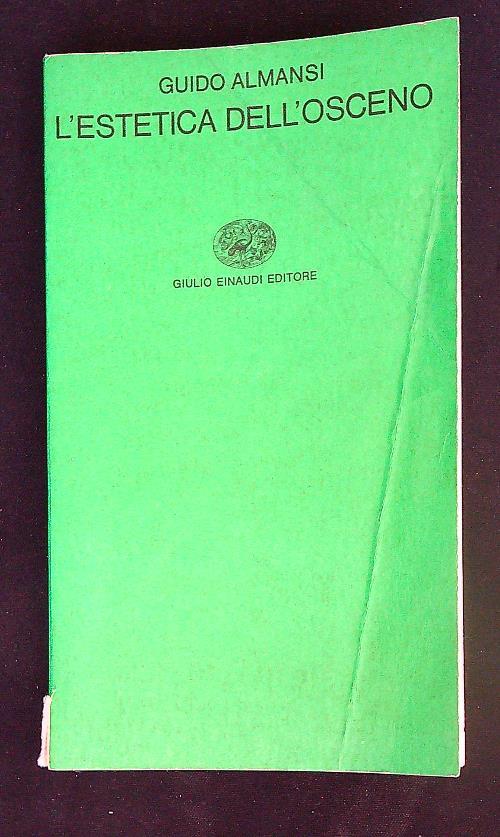 GUIDO ALMANSI
L'ESTETICA DELL'OSCENO
GIULIO EINAUDI EDITORE